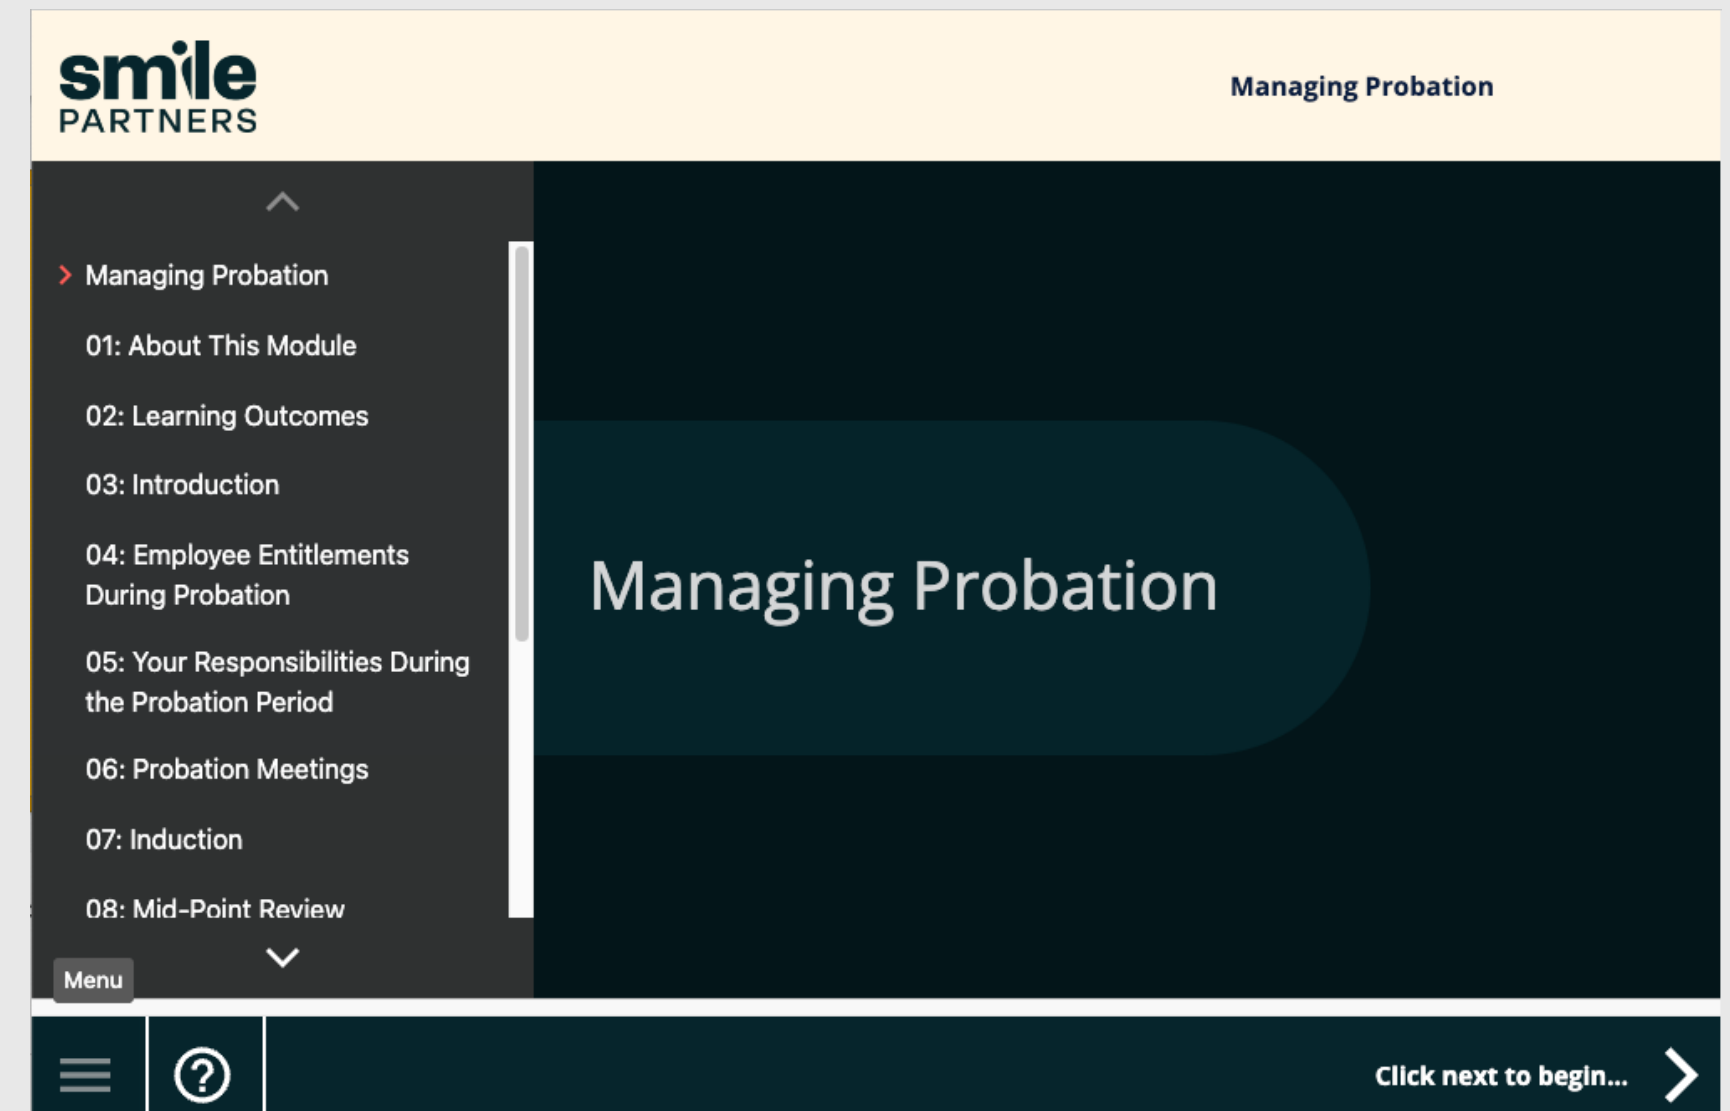 smile
PARTNERS
Managing Probation
Managing Probation
01: About This Module
02: Learning Outcomes
03: Introduction
04: Employee Entitlements
During Probation
05: Your Responsibilities During
the Probation Period
06: Probation Meetings
07: Induction
08: Mid-Point Review
Menu
Managing Probation
Click next to begin...